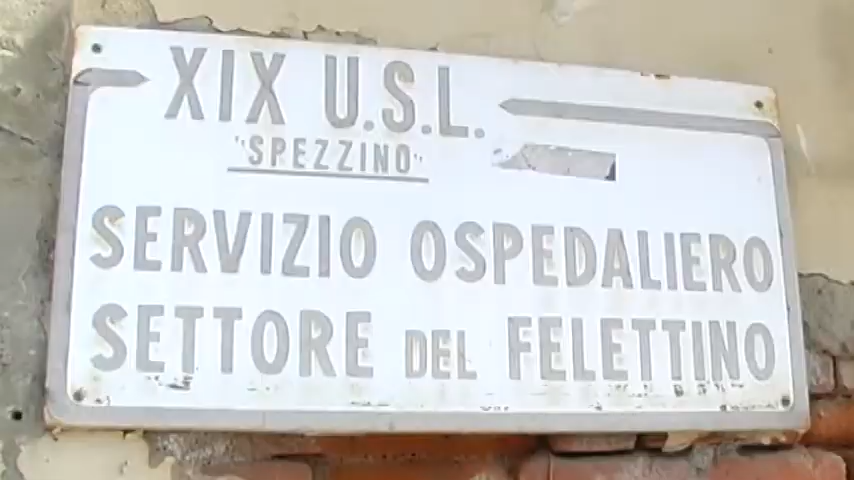 XIX U.S.L.
"SPEZZINO"
SERVIZIO OSPEDALIERO
SETTORE DEL FELETTINO